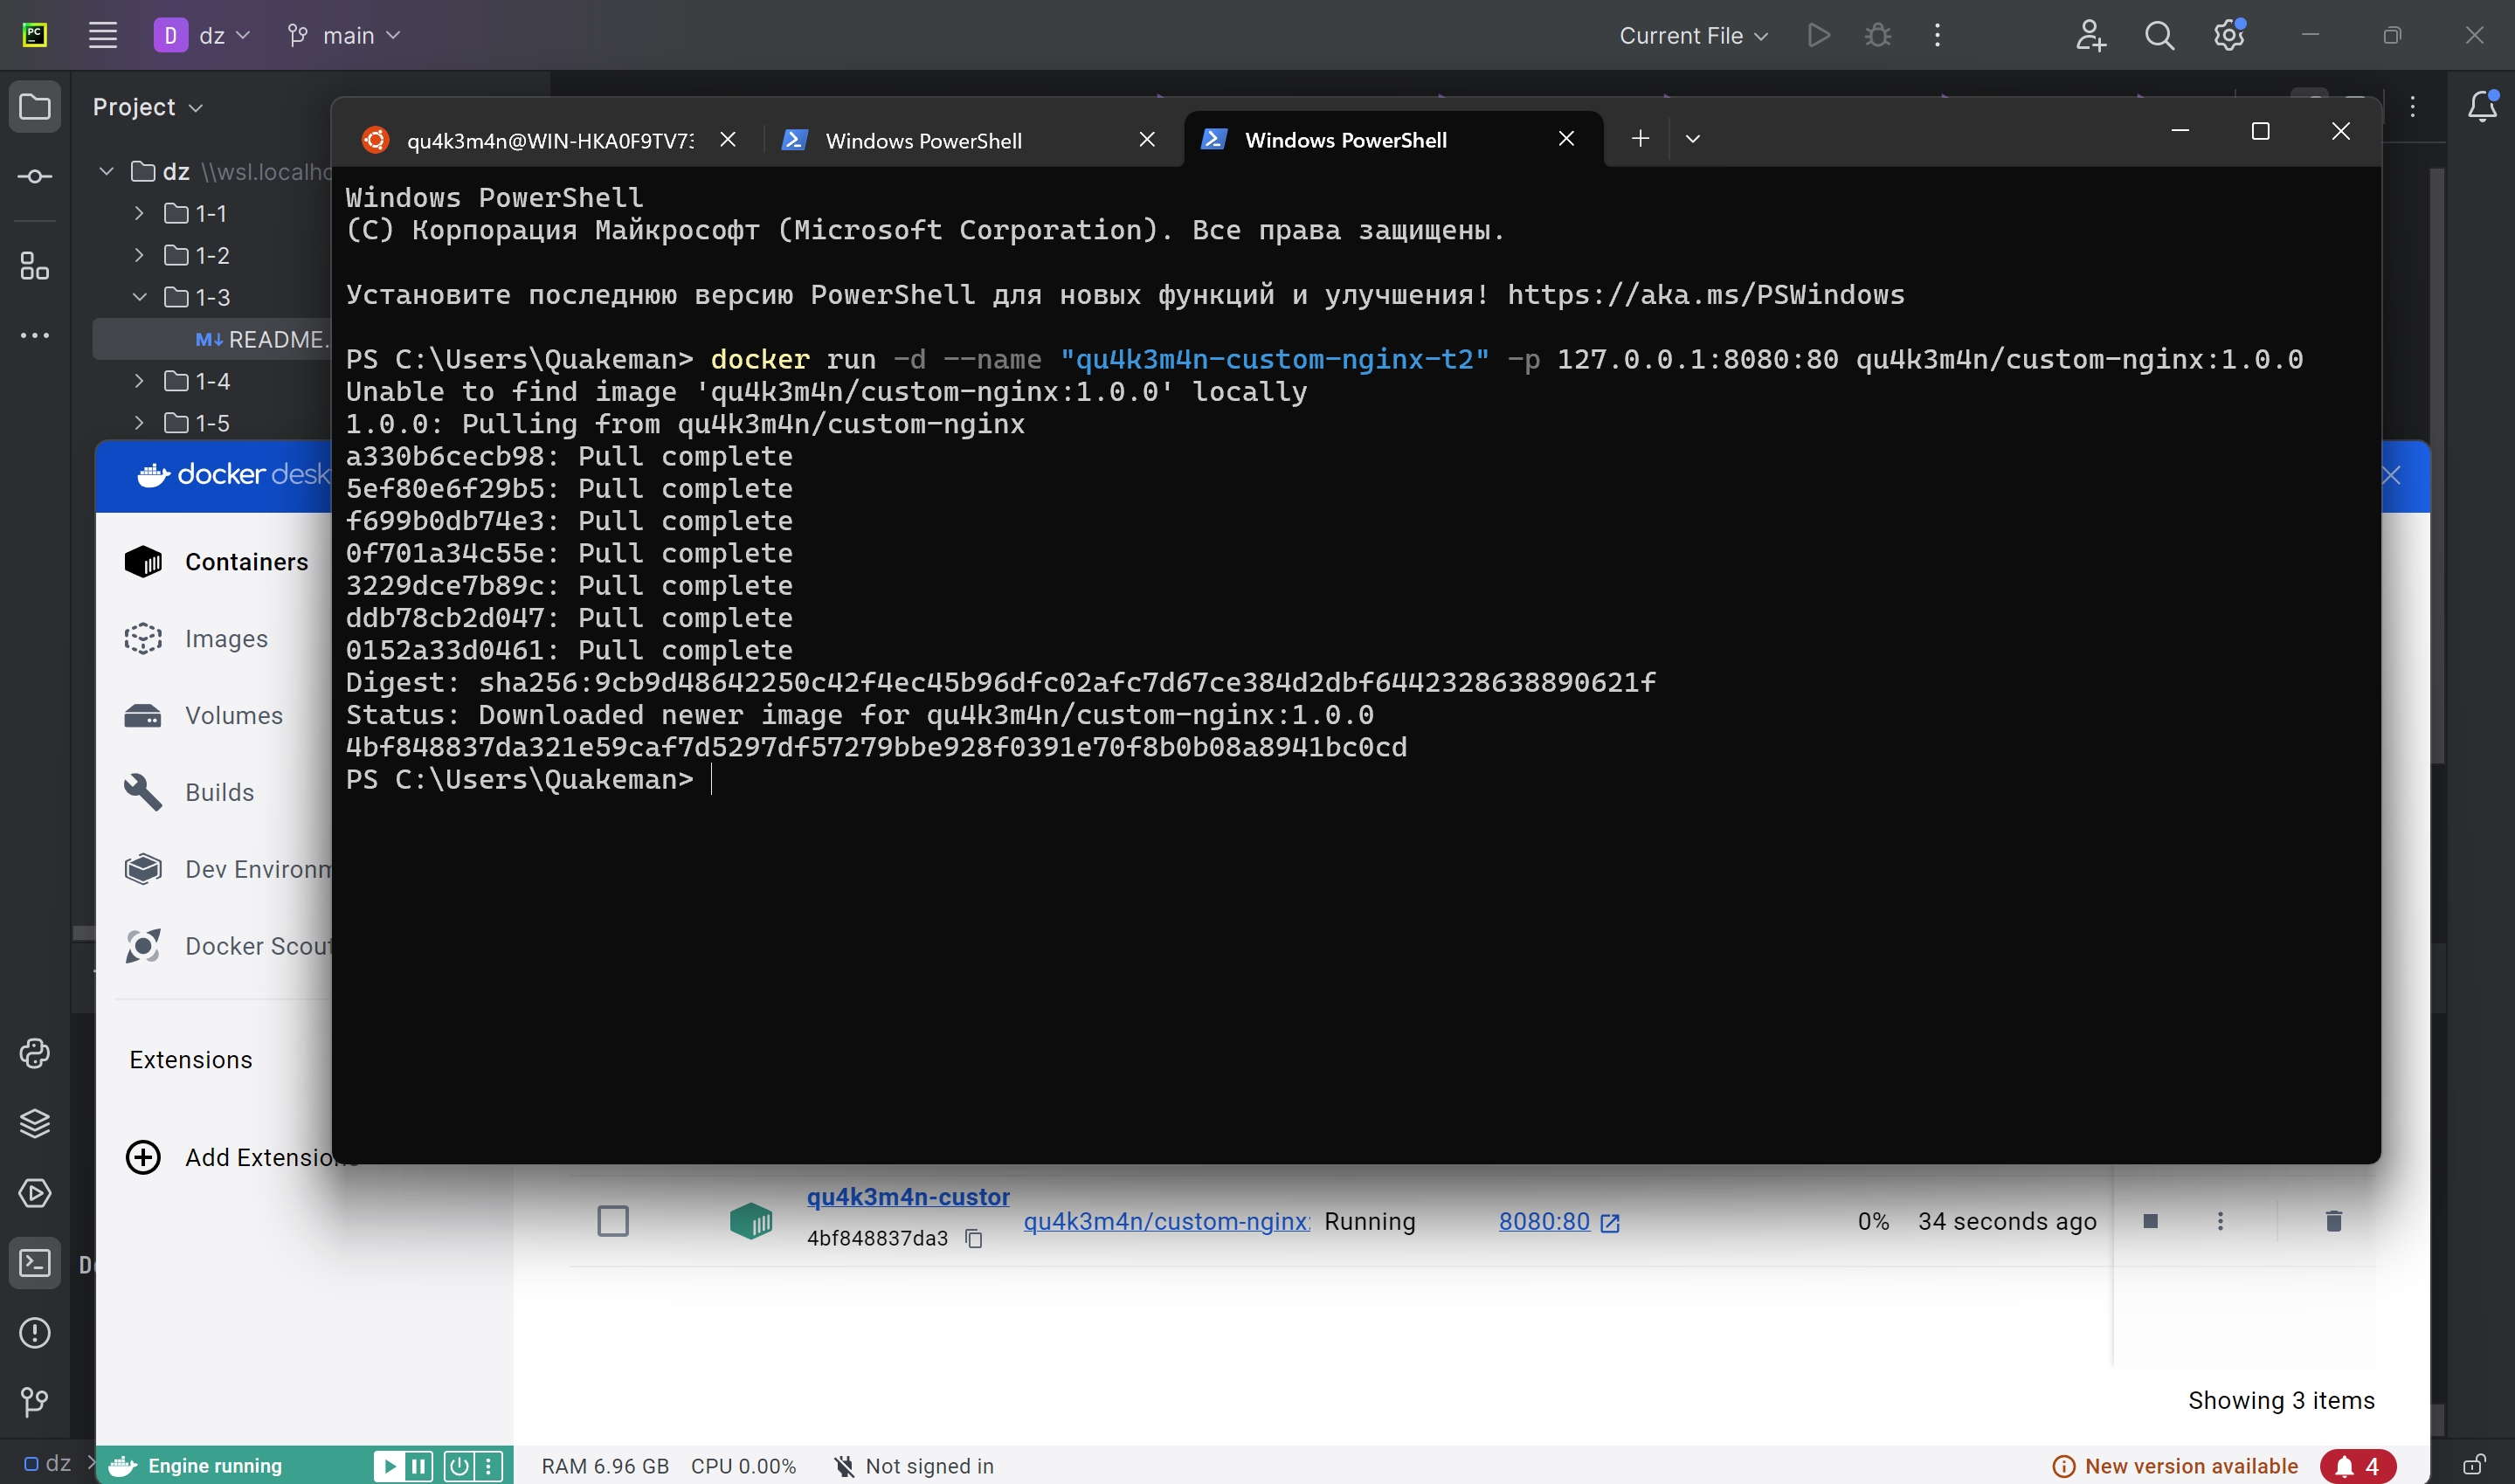 PC
D dz main
Current File
Project
dz \\wsl.localho
1-1
1-2
1-3
M↓ README.
1-4
1-5
qu4k3m4n@WIN-HKA0F9TV73
Windows PowerShell
Windows PowerShell
Windows PowerShell
(C) Корпорация Майкрософт (Microsoft Corporation). Все права защищены.
Установите последнюю версию PowerShell для новых функций и улучшения! https://aka.ms/PSWindows
PS C:\Users\Quakeman> docker run -d --name "qu4k3m4n-custom-nginx-t2" -p 127.0.0.1:8080:80 qu4k3m4n/custom-nginx:1.0.0
Unable to find image 'qu4k3m4n/custom-nginx:1.0.0' locally
1.0.0: Pulling from qu4k3m4n/custom-nginx
a330b6cecb98: Pull complete
5ef80e6f29b5: Pull complete
f699b0db74e3: Pull complete
0f701a34c55e: Pull complete
3229dce7b89c: Pull complete
ddb78cb2d047: Pull complete
0152a33d0461: Pull complete
Digest: sha256:9cb9d48642250c42f4ec45b96dfc02afc7d67ce384d2dbf6442328638890621f
Status: Downloaded newer image for qu4k3m4n/custom-nginx:1.0.0
4bf848837da321e59caf7d5297df57279bbe928f0391e70f8b0b08a8941bc0cd
PS C:\Users\Quakeman>
docker desk
Containers
Images
Volumes
Builds
Dev Environm
Docker Scout
Extensions
Add Extensions
qu4k3m4n-custor
4bf848837da3
qu4k3m4n/custom-nginx: Running 8080:80 0% 34 seconds ago
Showing 3 items
dz
Engine running
RAM 6.96 GB CPU 0.00% Not signed in
New version available 4